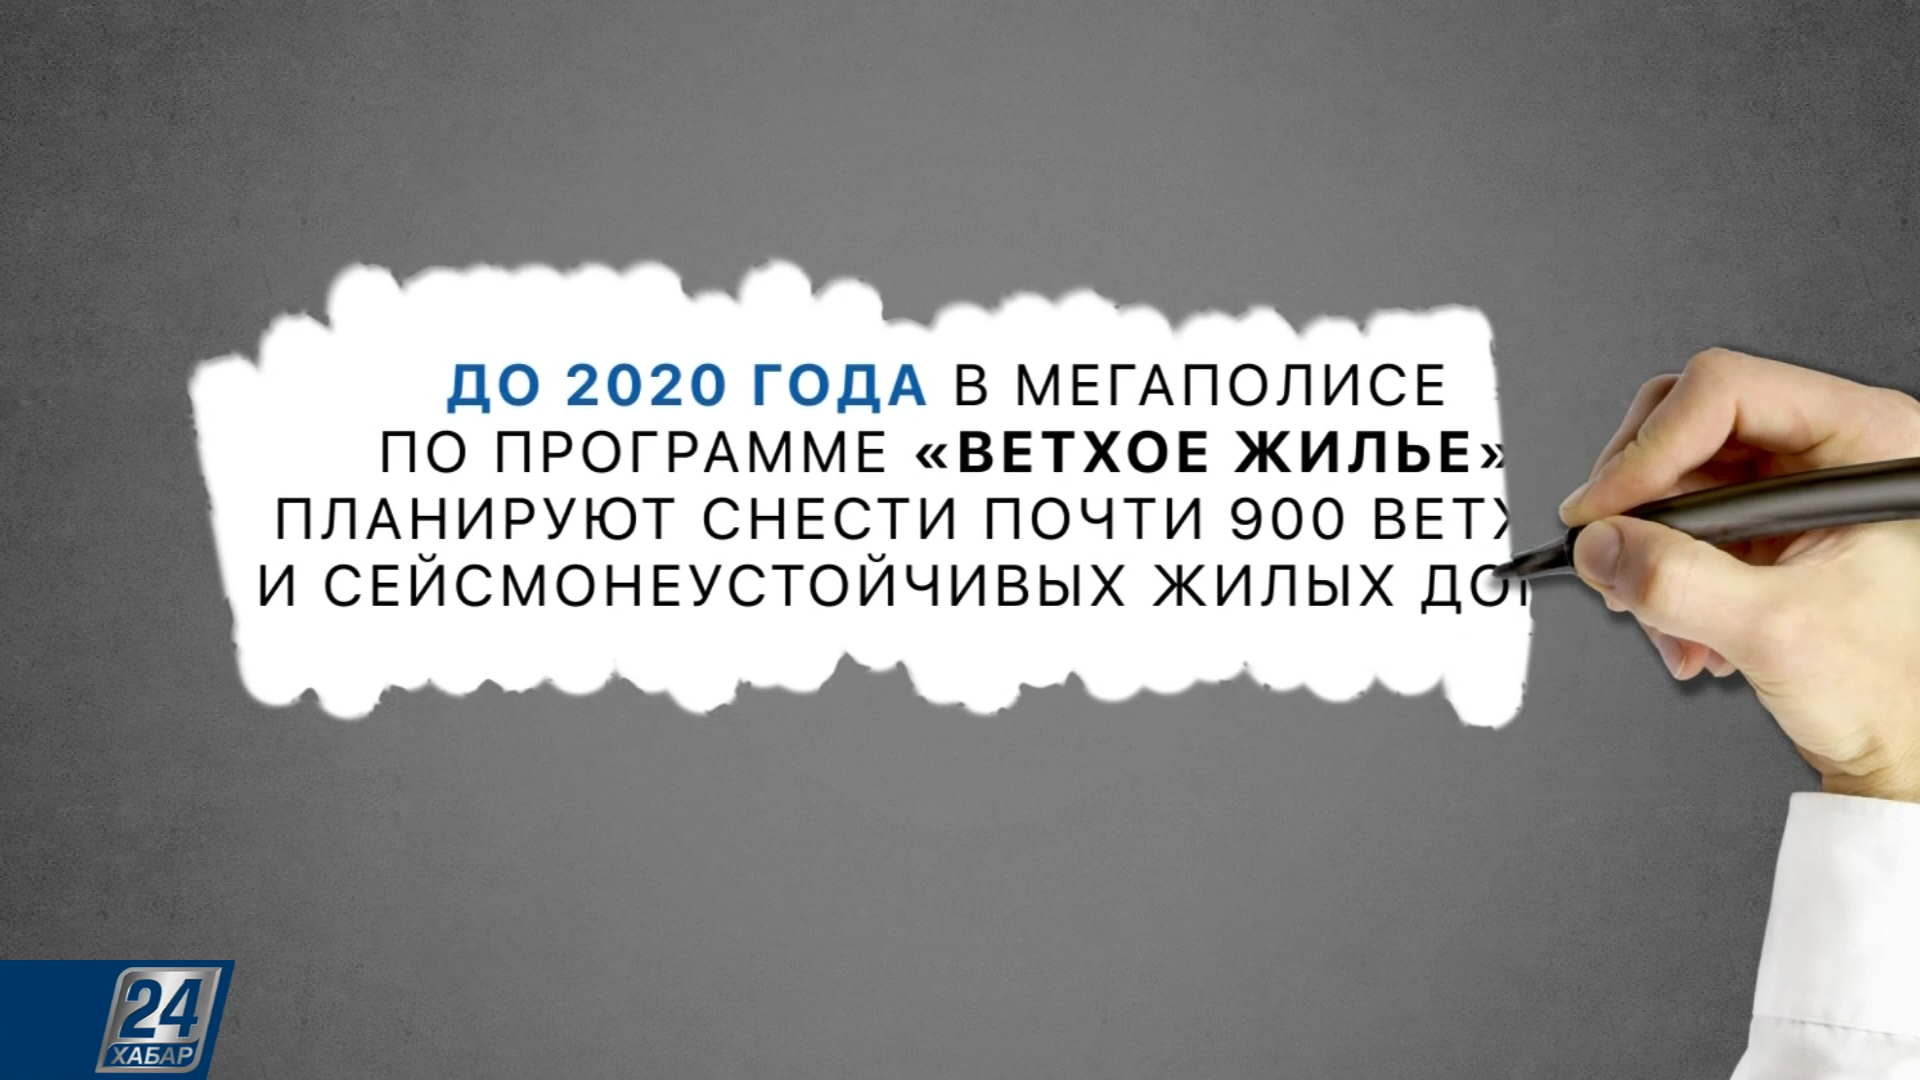 ДО 2020 ГОДА В МЕГАПОЛИСЕ
ПО ПРОГРАММЕ «ВЕТХОЕ ЖИЛЬЕ»
ПЛАНИРУЮТ СНЕСТИ ПОЧТИ 900
И СЕЙСМОНЕУСТОЙЧИВЫХ ЖИЛЫХ
24
ХАБАР